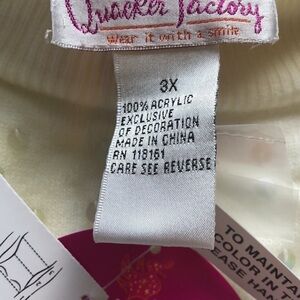 Quacker Factory
Wear it with a smile
3X
100% ACRYLIC
EXCLUSIVE
OF DECORATION
MADE IN CHINA
RN 118161
CARE SEE REVERSE
TO MAINTA
COLOR IN
EASE HAN